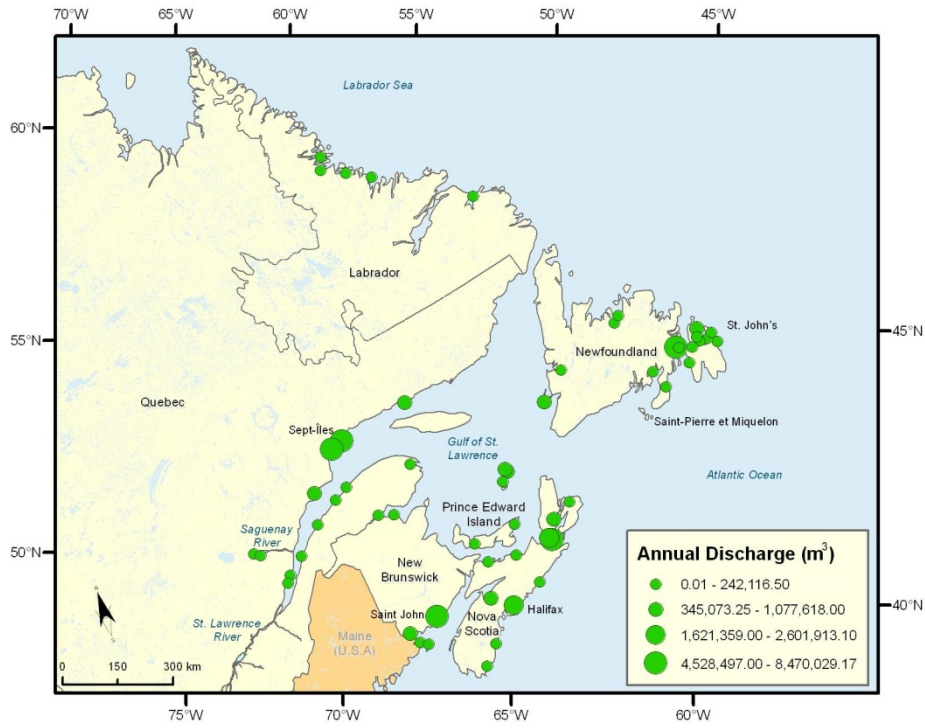 70°W 65°W 60°W 55°W 50°W 45°W
Labrador Sea
60°N
Labrador
St. John's
55°N
45°N
Newfoundland
Quebec
Saint-Pierre et Miquelon
Sept-Îles
Gulf of St.
Lawrence
Atlantic Ocean
Prince Edward
Island
Saguenay
River
50°N
New
Brunswick
Saint John
Halifax
Nova
Scotia
40°N
St. Lawrence
River
Maine
(U.S.A)
Annual Discharge (m³)
0.01 - 242,116.50
345,073.25 - 1,077,618.00
1,621,359.00 - 2,601,913.10
4,528,497.00 - 8,470,029.17
0 150 300 km
75°W 70°W 65°W 60°W